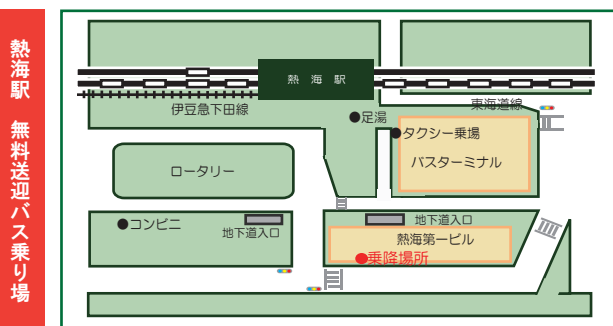 熱海駅 無料送迎バス乗り場
熱海駅
伊豆急下田線
東海道線
足湯
タクシー乗場
バスターミナル
ロータリー
コンビニ
地下道入口
地下道入口
熱海第一ビル
乗降場所